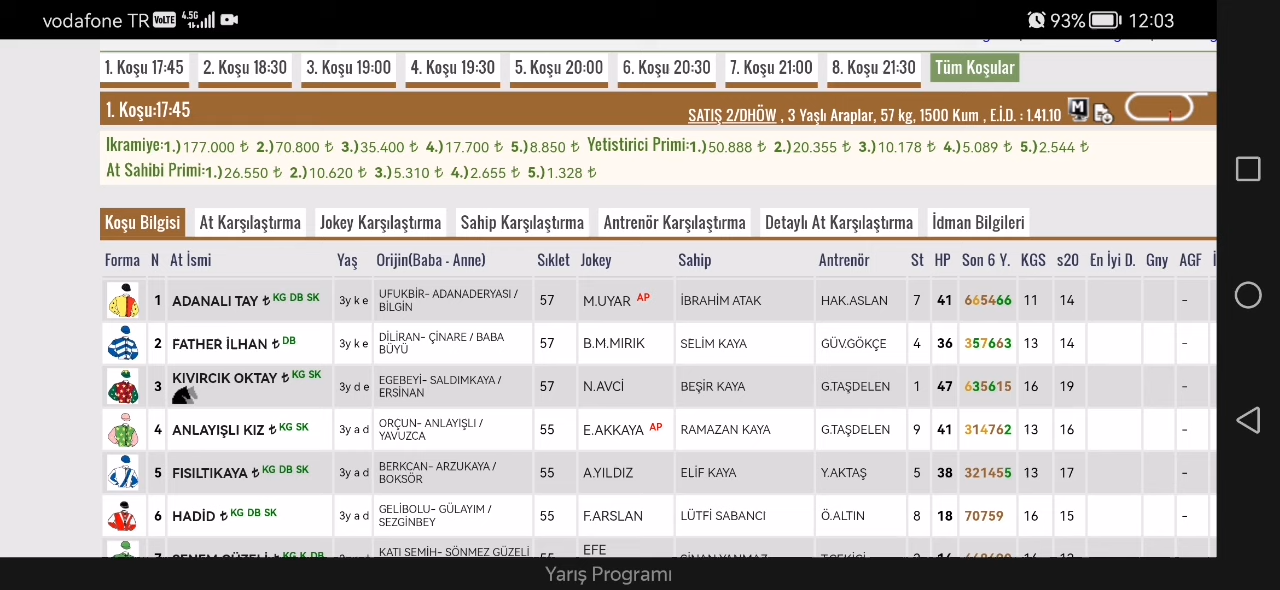 vodafone TR VoLTE 4.5G 93% 12:03
1. Koşu 17:45 2. Koşu 18:30 3. Koşu 19:00 4. Koşu 19:30 5. Koşu 20:00 6. Koşu 20:30 7. Koşu 21:00 8. Koşu 21:30 Tüm Koşular
1. Koşu:17:45 SATIŞ 2/DHÖW , 3 Yaşlı Araplar, 57 kg, 1500 Kum , E.İ.D. : 1.41.10 M
Ikramiye:1.)177.000 ₺ 2.)70.800 ₺ 3.)35.400 ₺ 4.)17.700 ₺ 5.)8.850 ₺ Yetistirici Primi:1.)50.888 ₺ 2.)20.355 ₺ 3.)10.178 ₺ 4.)5.089 ₺ 5.)2.544 ₺
At Sahibi Primi:1.)26.550 ₺ 2.)10.620 ₺ 3.)5.310 ₺ 4.)2.655 ₺ 5.)1.328 ₺
Koşu Bilgisi At Karşılaştırma Jokey Karşılaştırma Sahip Karşılaştırma Antrenör Karşılaştırma Detaylı At Karşılaştırma İdman Bilgileri
Forma N At İsmi Yaş Orijin(Baba - Anne) Sıklet Jokey Sahip Antrenör St HP Son 6 Y. KGS s20 En İyi D. Gny AGF
1 ADANALI TAY ₺ KG DB SK 3y k e UFUKBİR- ADANADERYASI / BİLGİN 57 M.UYAR AP İBRAHİM ATAK HAK.ASLAN 7 41 665466 11 14 -
2 FATHER İLHAN ₺ DB 3y k e DİLİRAN- ÇİNARE / BABA BÜYÜ 57 B.M.MIRIK SELİM KAYA GÜV.GÖKÇE 4 36 357663 13 14 -
3 KIVIRCIK OKTAY ₺ KG SK 3y d e EGEBEYİ- SALDIMKAYA / ERSİNAN 57 N.AVCİ BEŞİR KAYA G.TAŞDELEN 1 47 635615 16 19 -
4 ANLAYIŞLI KIZ ₺ KG SK 3y a d ORÇUN- ANLAYIŞLI / YAVUZCA 55 E.AKKAYA AP RAMAZAN KAYA G.TAŞDELEN 9 41 314762 13 16 -
5 FISILTIKAYA ₺ KG DB SK 3y a d BERKCAN- ARZUKAYA / BOKSÖR 55 A.YILDIZ ELİF KAYA Y.AKTAŞ 5 38 321455 13 17 -
6 HADİD ₺ KG DB SK 3y a d GELİBOLU- GÜLAYIM / SEZGİNBEY 55 F.ARSLAN LÜTFİ SABANCI Ö.ALTIN 8 18 70759 16 15 -
KATI SEMİH- SÖNMEZ GÜZELİ EFE
Yarış Programı